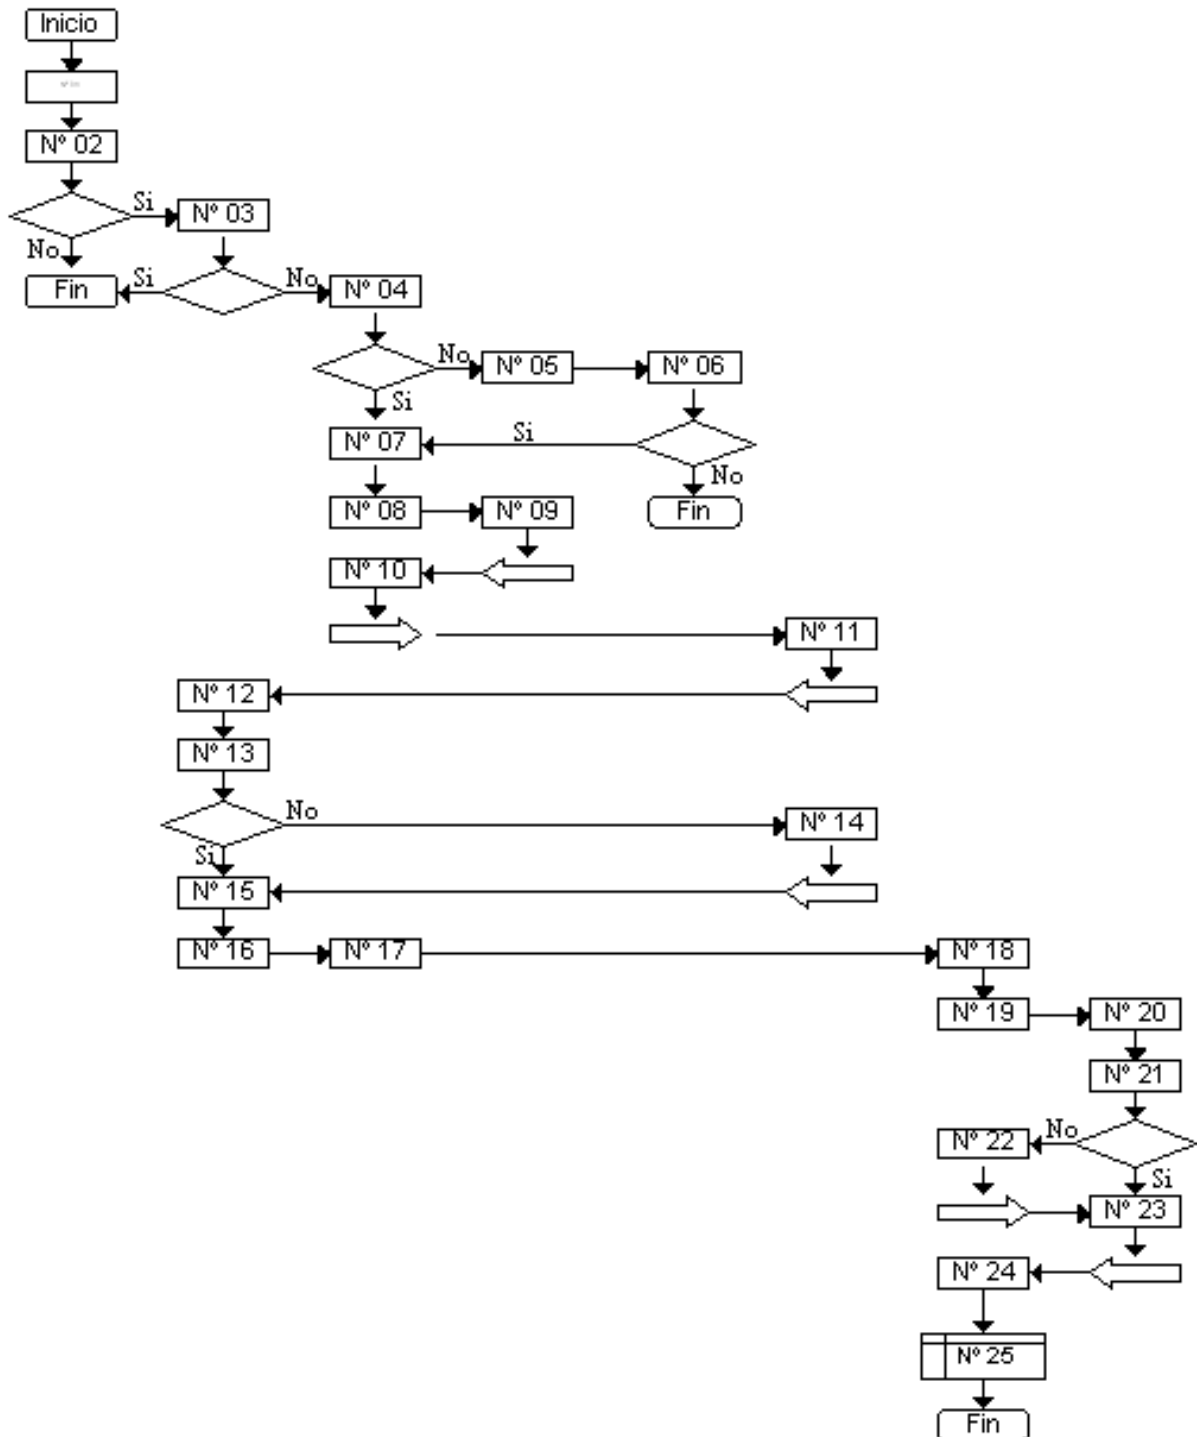 Inicio
Nº 02
Si
Nº 03
No
Fin
Si
No
Nº 04
No
Nº 05
Nº 06
Si
Nº 07
Si
No
Nº 08
Nº 09
Fin
Nº 10
Nº 11
Nº 12
Nº 13
No
Nº 14
Si
Nº 15
Nº 16
Nº 17
Nº 18
Nº 19
Nº 20
Nº 21
Nº 22
No
Si
Nº 23
Nº 24
Nº 25
Fin